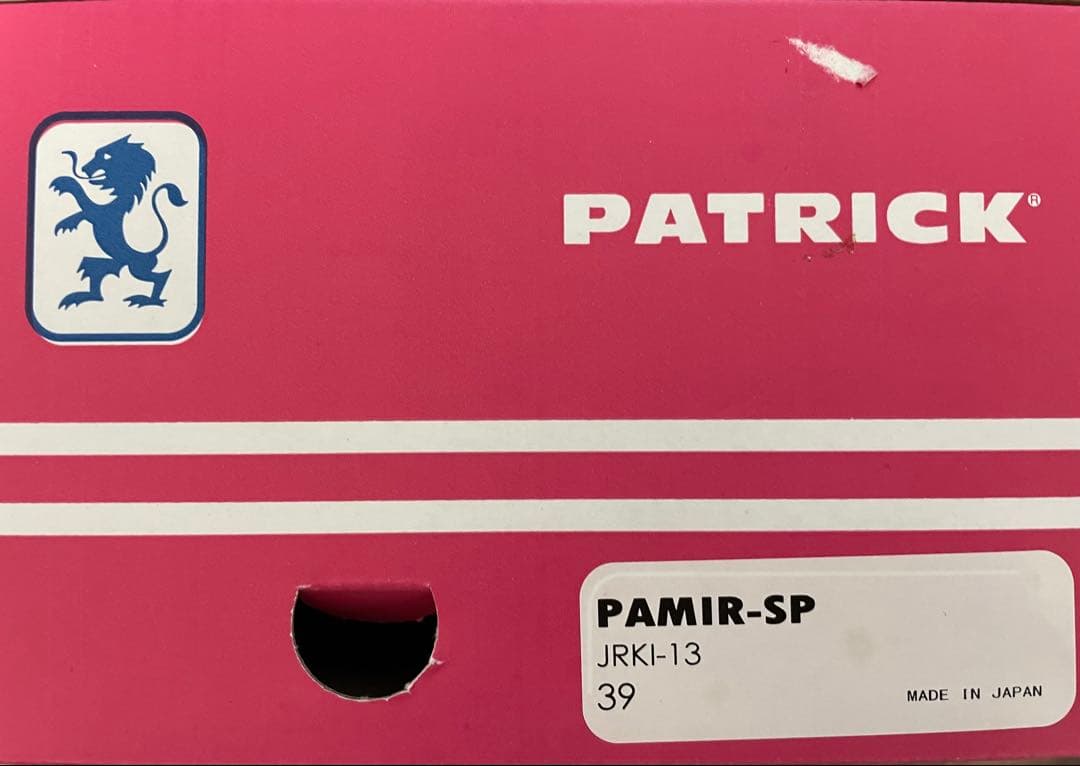 PATRICK®
PAMIR-SP
JRKI-13
39
MADE IN JAPAN